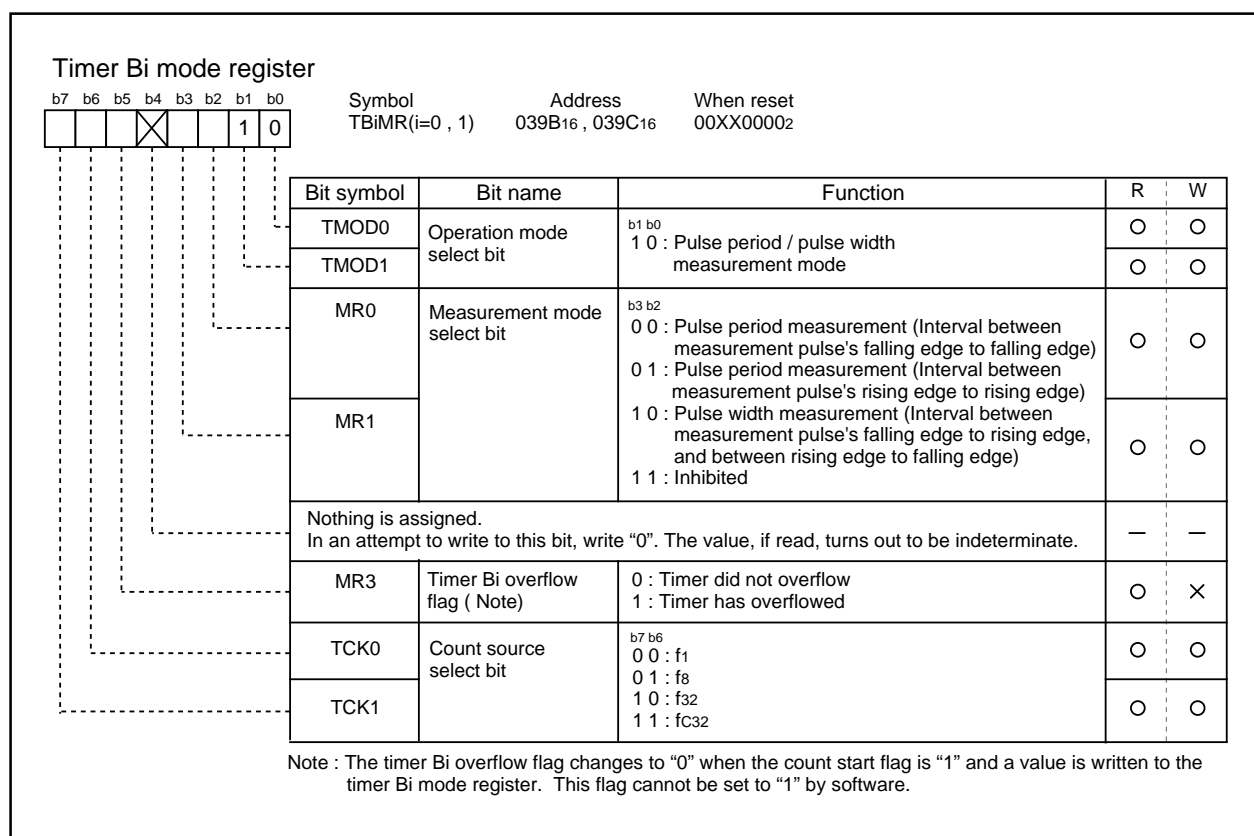 Timer Bi mode register
b7 b6 b5 b4 b3 b2 b1 b0
1 0
Symbol Address When reset
TBiMR(i=0 , 1) 039B16 , 039C16 00XX00002
Bit symbol Bit name Function R W
TMOD0
TMOD1
Operation mode
select bit
b1 b0
1 0 : Pulse period / pulse width
measurement mode
MR0
MR1
Measurement mode
select bit
b3 b2
0 0 : Pulse period measurement (Interval between
measurement pulse's falling edge to falling edge)
0 1 : Pulse period measurement (Interval between
measurement pulse's rising edge to rising edge)
1 0 : Pulse width measurement (Interval between
measurement pulse's falling edge to rising edge,
and between rising edge to falling edge)
1 1 : Inhibited
Nothing is assigned.
In an attempt to write to this bit, write “0”. The value, if read, turns out to be indeterminate.
MR3
Timer Bi overflow
flag ( Note)
0 : Timer did not overflow
1 : Timer has overflowed
TCK0
TCK1
Count source
select bit
b7 b6
0 0 : f1
0 1 : f8
1 0 : f32
1 1 : fC32
Note : The timer Bi overflow flag changes to “0” when the count start flag is “1” and a value is written to the
timer Bi mode register. This flag cannot be set to “1” by software.